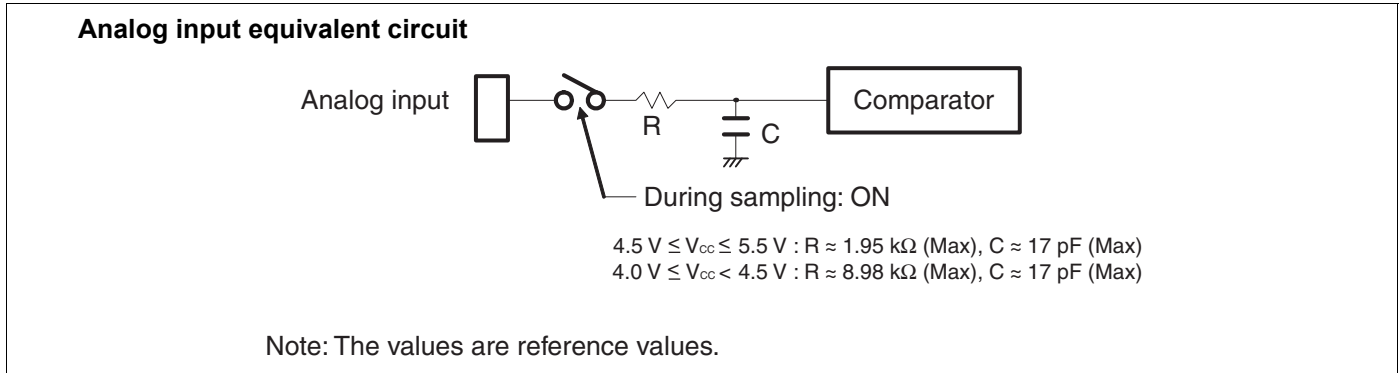 Analog input equivalent circuit
Analog input
R
C
Comparator
During sampling: ON
4.5 V ≤ Vcc ≤ 5.5 V : R ≈ 1.95 kΩ (Max), C ≈ 17 pF (Max)
4.0 V ≤ Vcc < 4.5 V : R ≈ 8.98 kΩ (Max), C ≈ 17 pF (Max)
Note: The values are reference values.